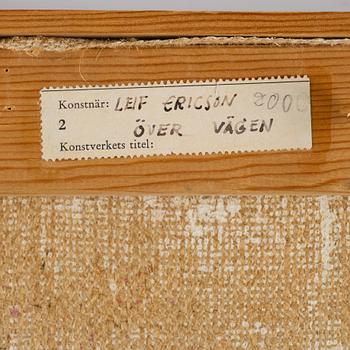 Konstnär: LEIF ERICSON 2000
2 ÖVER VÄGEN
Konstverkets titel: